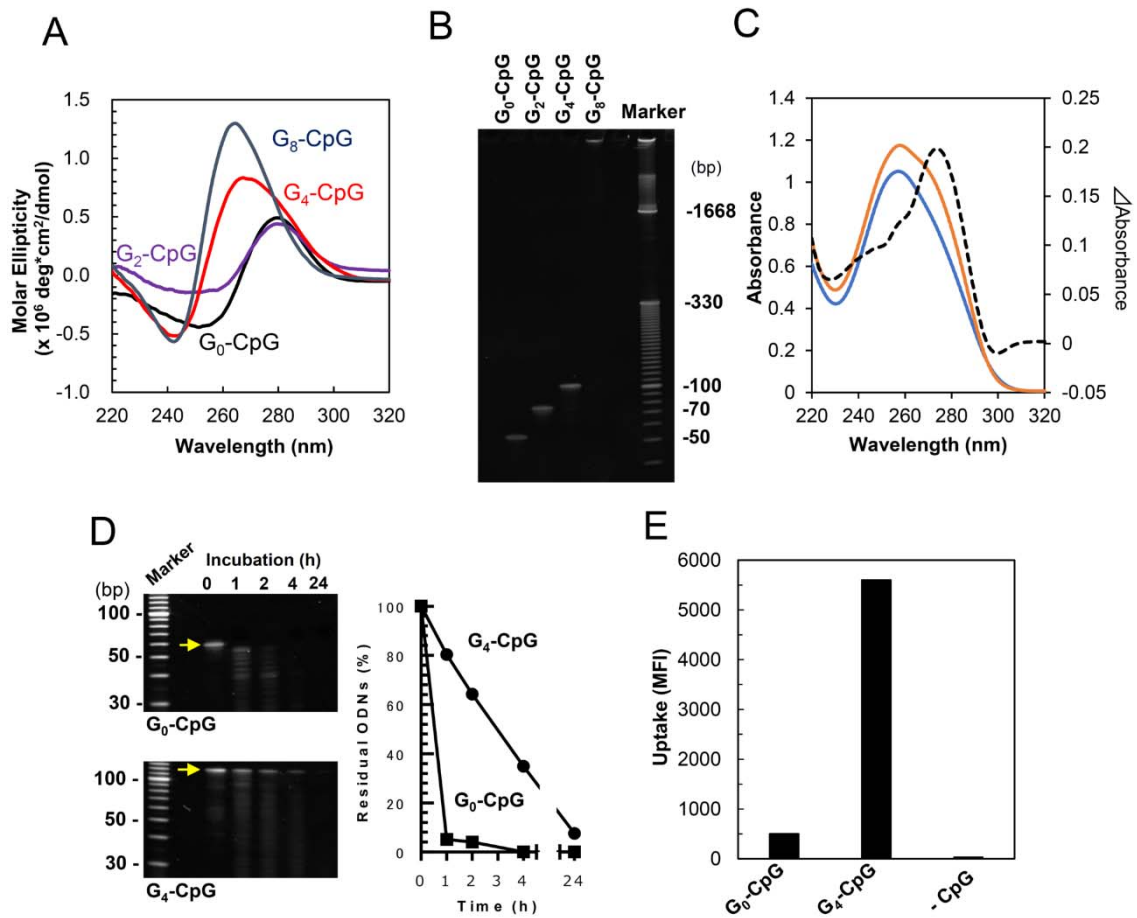 A
1.5
1.0
0.5
0.0
-0.5
-1.0
Molar Ellipticity
(x 10⁶ deg*cm²/dmol)
G₈-CpG
G₄-CpG
G₂-CpG
G₀-CpG
220 240 260 280 300 320
Wavelength (nm)
B
G₀-CpG
G₂-CpG
G₄-CpG
G₈-CpG
Marker
(bp)
-1668
-330
-100
-70
-50
C
1.4
1.2
1
0.8
0.6
0.4
0.2
0
Absorbance
0.25
0.2
0.15
0.1
0.05
0
-0.05
⊿Absorbance
220 240 260 280 300 320
Wavelength (nm)
D
Marker
Incubation (h)
0 1 2 4 24
(bp)
100 -
50 -
30 -
G₀-CpG
100 -
50 -
30 -
G₄-CpG
Residual ODNs (%)
100
80
60
40
20
0
G₄-CpG
G₀-CpG
0 1 2 3 4 24
Time (h)
E
Uptake (MFI)
6000
5000
4000
3000
2000
1000
0
G₀-CpG
G₄-CpG
- CpG